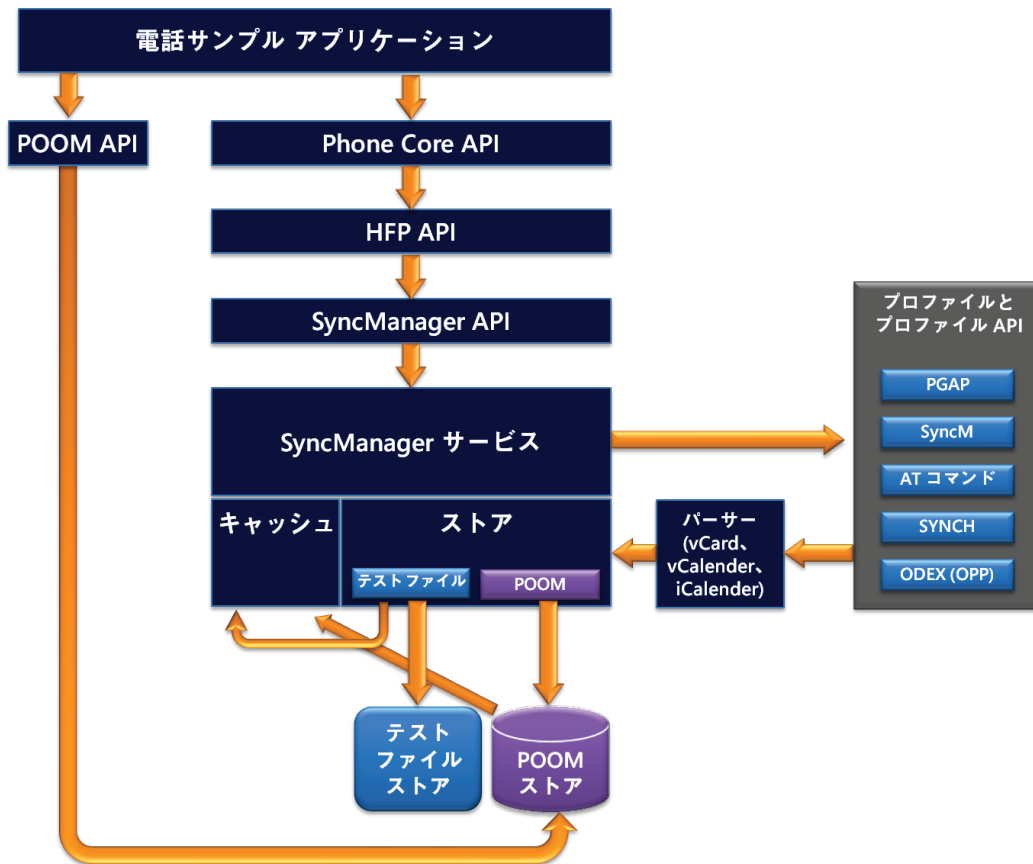 電話サンプル アプリケーション
POOM API
Phone Core API
HFP API
SyncManager API
SyncManager サービス
キャッシュ
ストア
テスト ファイル
POOM
パーサー
(vCard、
vCalender、
iCalender)
プロファイルと
プロファイル API
PGAP
SyncM
AT コマンド
SYNCH
ODEX (OPP)
テスト
ファイル
ストア
POOM
ストア